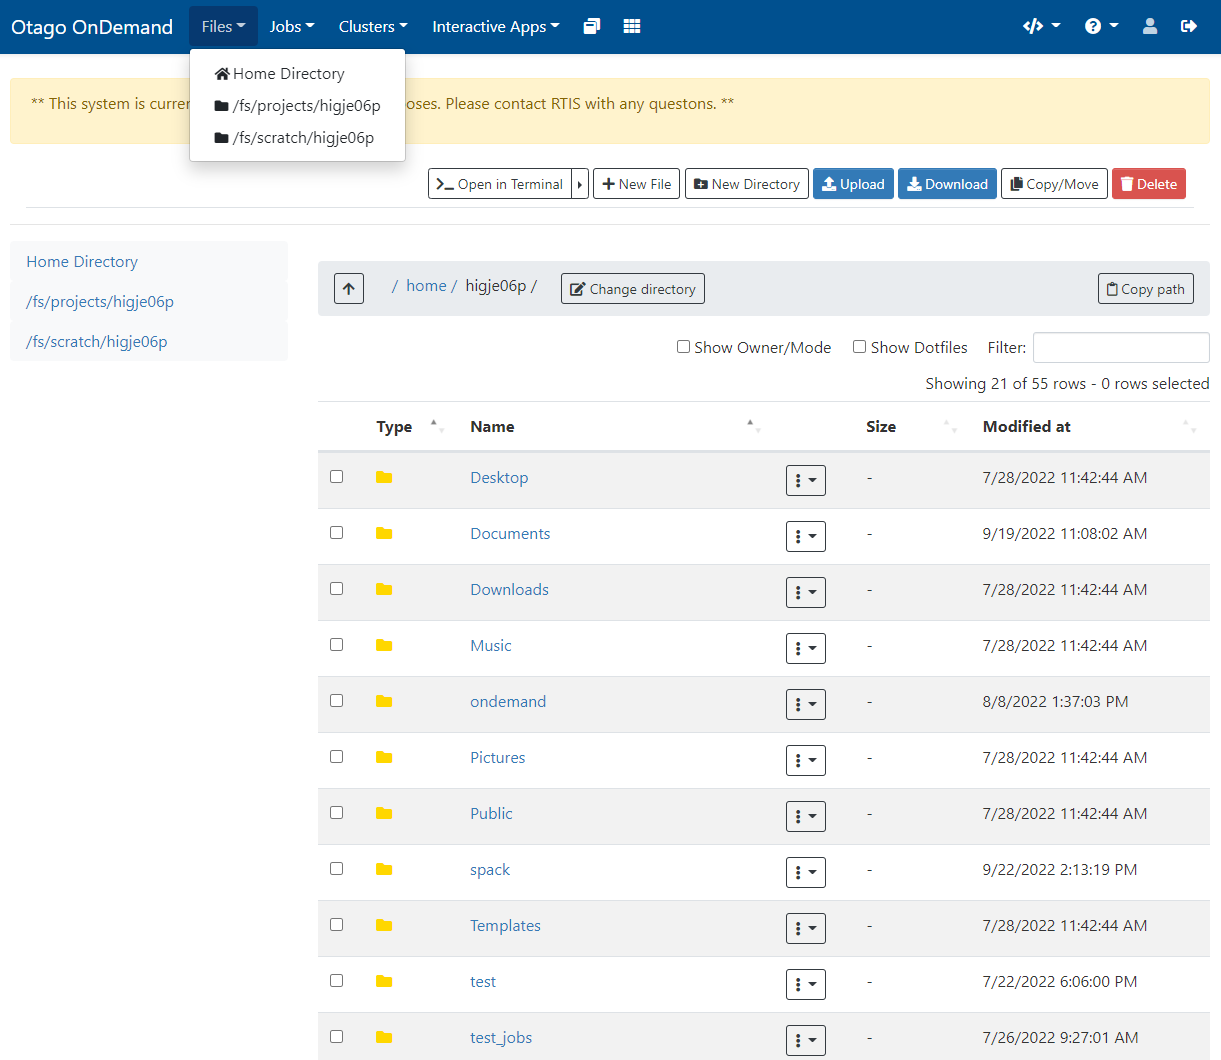 Otago OnDemand Files Jobs Clusters Interactive Apps
Home Directory
/fs/projects/higje06p
/fs/scratch/higje06p
** This system is curren oses. Please contact RTIS with any questons. **
Open in Terminal New File New Directory Upload Download Copy/Move Delete
Home Directory
/fs/projects/higje06p
/fs/scratch/higje06p
/ home / higje06p / Change directory Copy path
Show Owner/Mode Show Dotfiles Filter:
Showing 21 of 55 rows - 0 rows selected
Type Name Size Modified at
Desktop - 7/28/2022 11:42:44 AM
Documents - 9/19/2022 11:08:02 AM
Downloads - 7/28/2022 11:42:44 AM
Music - 7/28/2022 11:42:44 AM
ondemand - 8/8/2022 1:37:03 PM
Pictures - 7/28/2022 11:42:44 AM
Public - 7/28/2022 11:42:44 AM
spack - 9/22/2022 2:13:19 PM
Templates - 7/28/2022 11:42:44 AM
test - 7/22/2022 6:06:00 PM
test_jobs - 7/26/2022 9:27:01 AM